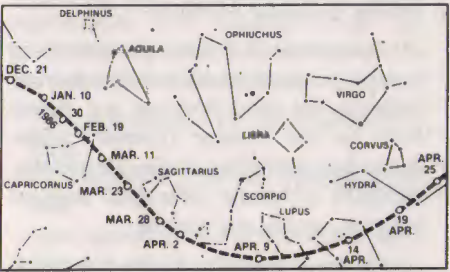 DELPHINUS
OPHIUCHUS
AQUILA
DEC. 21
JAN. 10
VIRGO
30
1986
FEB. 19
LIBRA
CORVUS
MAR. 11
APR.
25
SAGITTARIUS
CAPRICORNUS
MAR. 23
HYDRA
SCORPIO
LUPUS
MAR. 28
19
APR.
APR. 2
APR. 9
14
APR.